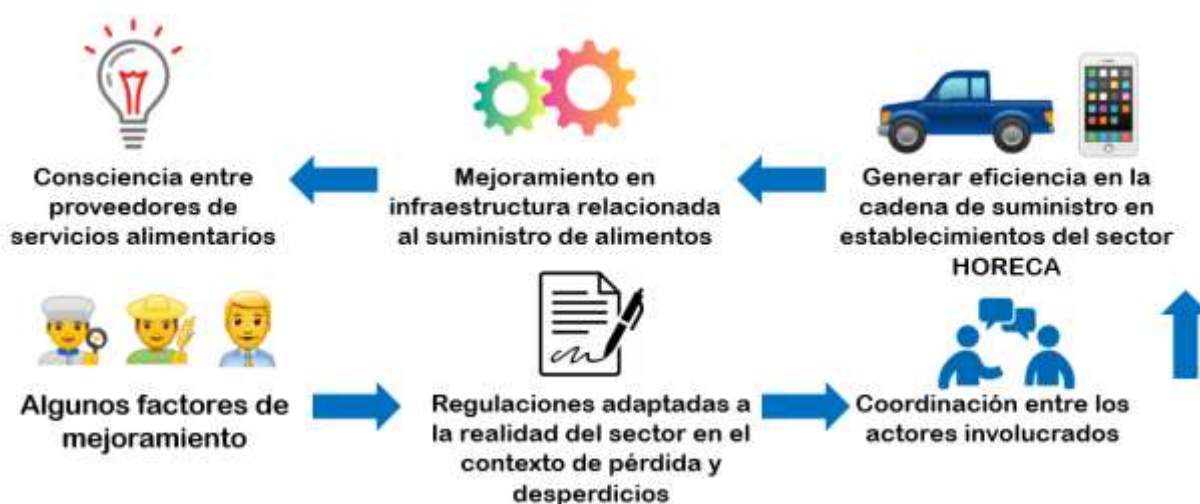 Consciencia entre
proveedores de
servicios alimentarios
Mejoramiento en
infraestructura relacionada
al suministro de alimentos
Generar eficiencia en la
cadena de suministro en
establecimientos del sector
HORECA
Algunos factores de
mejoramiento
Regulaciones adaptadas a
la realidad del sector en el
contexto de pérdida y
desperdicios
Coordinación entre los
actores involucrados